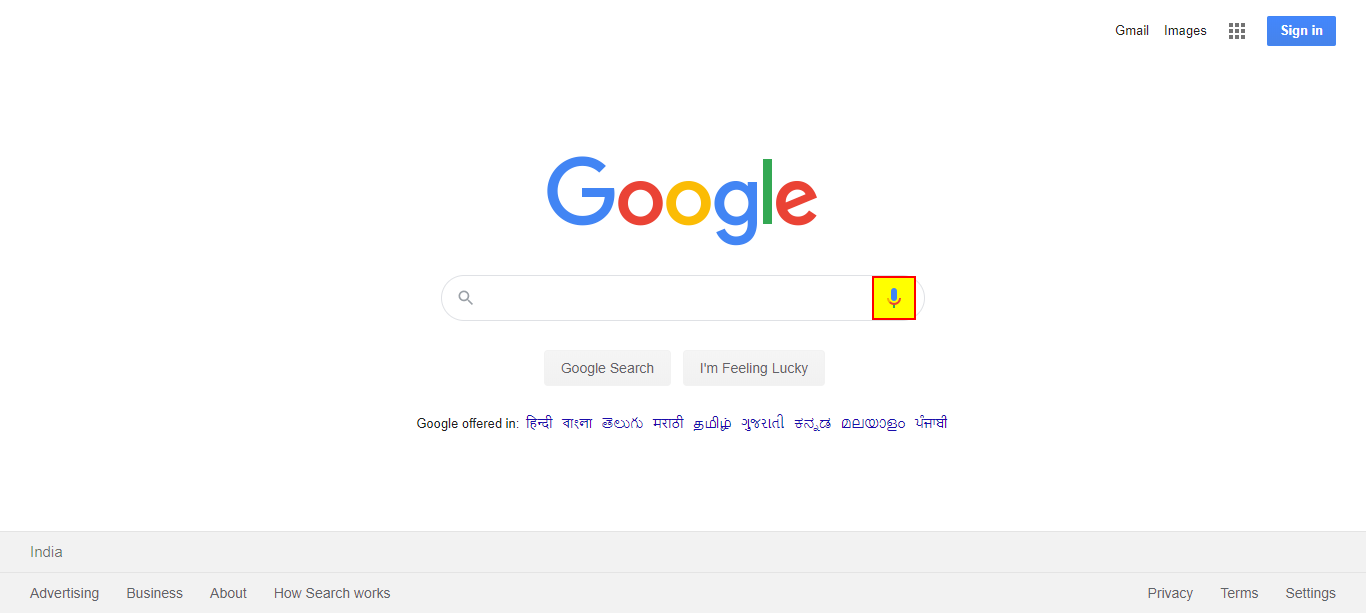 Gmail Images Sign in
Google
Google Search I'm Feeling Lucky
Google offered in: हिन्दी বাংলা తెలుగు मराठी தமிழ் ગુજરાતી ಕನ್ನಡ മലയാളം ਪੰਜਾਬੀ
India
Advertising Business About How Search works Privacy Terms Settings